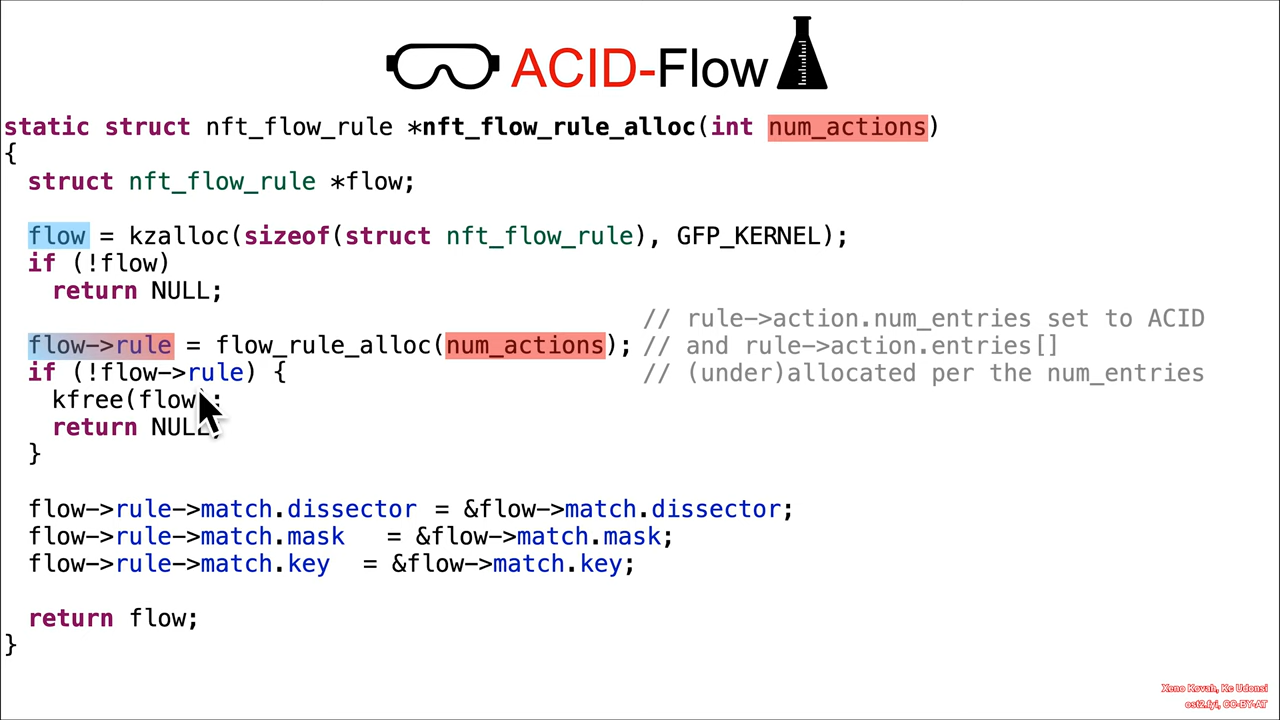 ACID-Flow
static struct nft_flow_rule *nft_flow_rule_alloc(int num_actions)
{
struct nft_flow_rule *flow;
flow = kzalloc(sizeof(struct nft_flow_rule), GFP_KERNEL);
if (!flow)
return NULL;
// rule->action.num_entries set to ACID
flow->rule = flow_rule_alloc(num_actions); // and rule->action.entries[]
if (!flow->rule) { // (under)allocated per the num_entries
kfree(flow);
return NULL;
}
flow->rule->match.dissector = &flow->match.dissector;
flow->rule->match.mask = &flow->match.mask;
flow->rule->match.key = &flow->match.key;
return flow;
}
Xeno Kovah, Kc Udonsi
ost2.fyi, CC-BY-AT